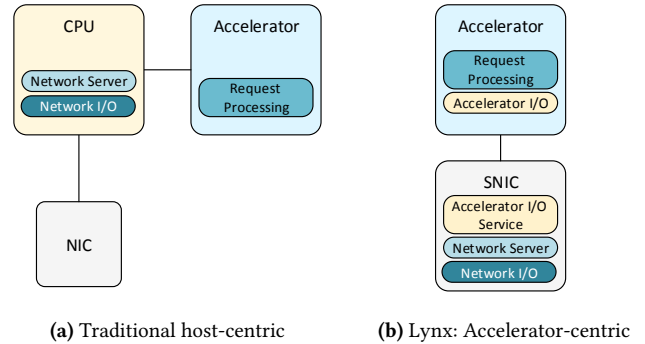 CPU
Network Server
Network I/O
Accelerator
Request
Processing
NIC
(a) Traditional host-centric
Accelerator
Request
Processing
Accelerator I/O
SNIC
Accelerator I/O
Service
Network Server
Network I/O
(b) Lynx: Accelerator-centric